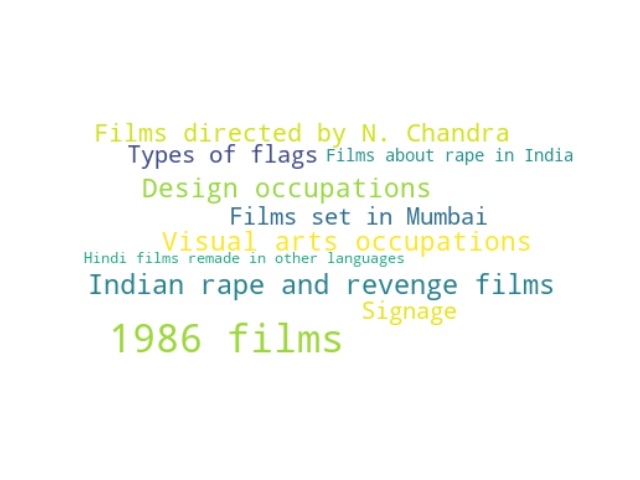 Films directed by N. Chandra
Types of flags
Films about rape in India
Design occupations
Films set in Mumbai
Visual arts occupations
Hindi films remade in other languages
Indian rape and revenge films
Signage
1986 films